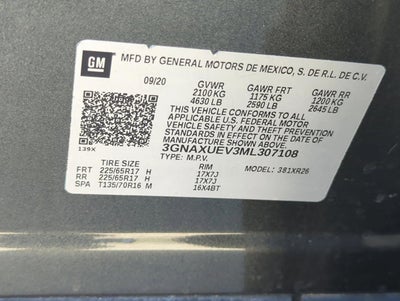 GM
MFD BY GENERAL MOTORS DE MEXICO, S. DE R.L. DE C.V.
09/20 GVWR GAWR FRT GAWR RR
2100 KG 1175 KG 1200 KG
4630 LB 2590 LB 2645 LB
THIS VEHICLE CONFORMS TO ALL
APPLICABLE U.S. FEDERAL MOTOR
VEHICLE SAFETY, BUMPER, AND THEFT PREVENTION
STANDARDS IN EFFECT ON THE DATE OF
MANUFACTURE SHOWN ABOVE.
3GNAXUEV3ML307108
TYPE: M.P.V. MODEL: 381XR26
139X
TIRE SIZE RIM
FRT 225/65R17 H 17X7J
RR 225/65R17 H 17X7J
SPA T135/70R16 M 16X4BT